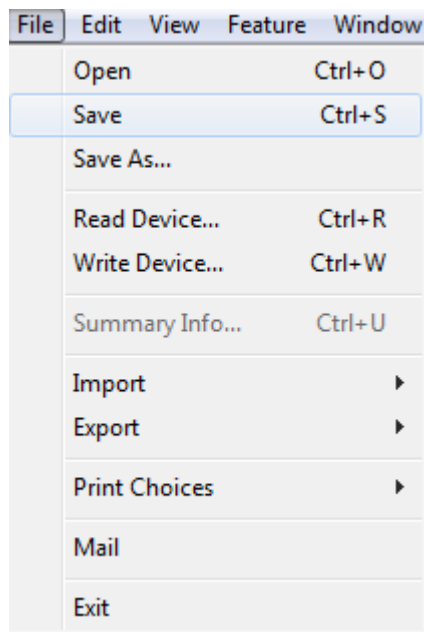 File Edit View Feature Window
Open Ctrl+O
Save Ctrl+S
Save As...
Read Device... Ctrl+R
Write Device... Ctrl+W
Summary Info... Ctrl+U
Import
Export
Print Choices
Mail
Exit